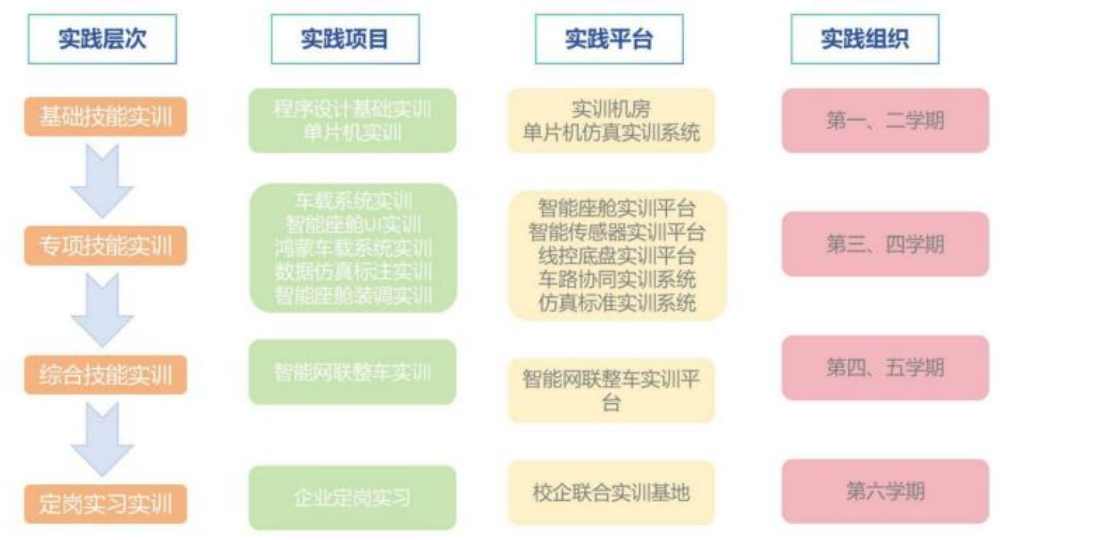 实践层次
实践项目
实践平台
实践组织
基础技能实训
程序设计基础实训
单片机实训
实训机房
单片机仿真实训系统
第一、二学期
专项技能实训
车载系统实训
智能座舱UI实训
鸿蒙车载系统实训
数据仿真标注实训
智能座舱装调实训
智能座舱实训平台
智能传感器实训平台
线控底盘实训平台
车路协同实训系统
仿真标准实训系统
第三、四学期
综合技能实训
智能网联整车实训
智能网联整车实训平
台
第四、五学期
定岗实习实训
企业定岗实习
校企联合实训基地
第六学期